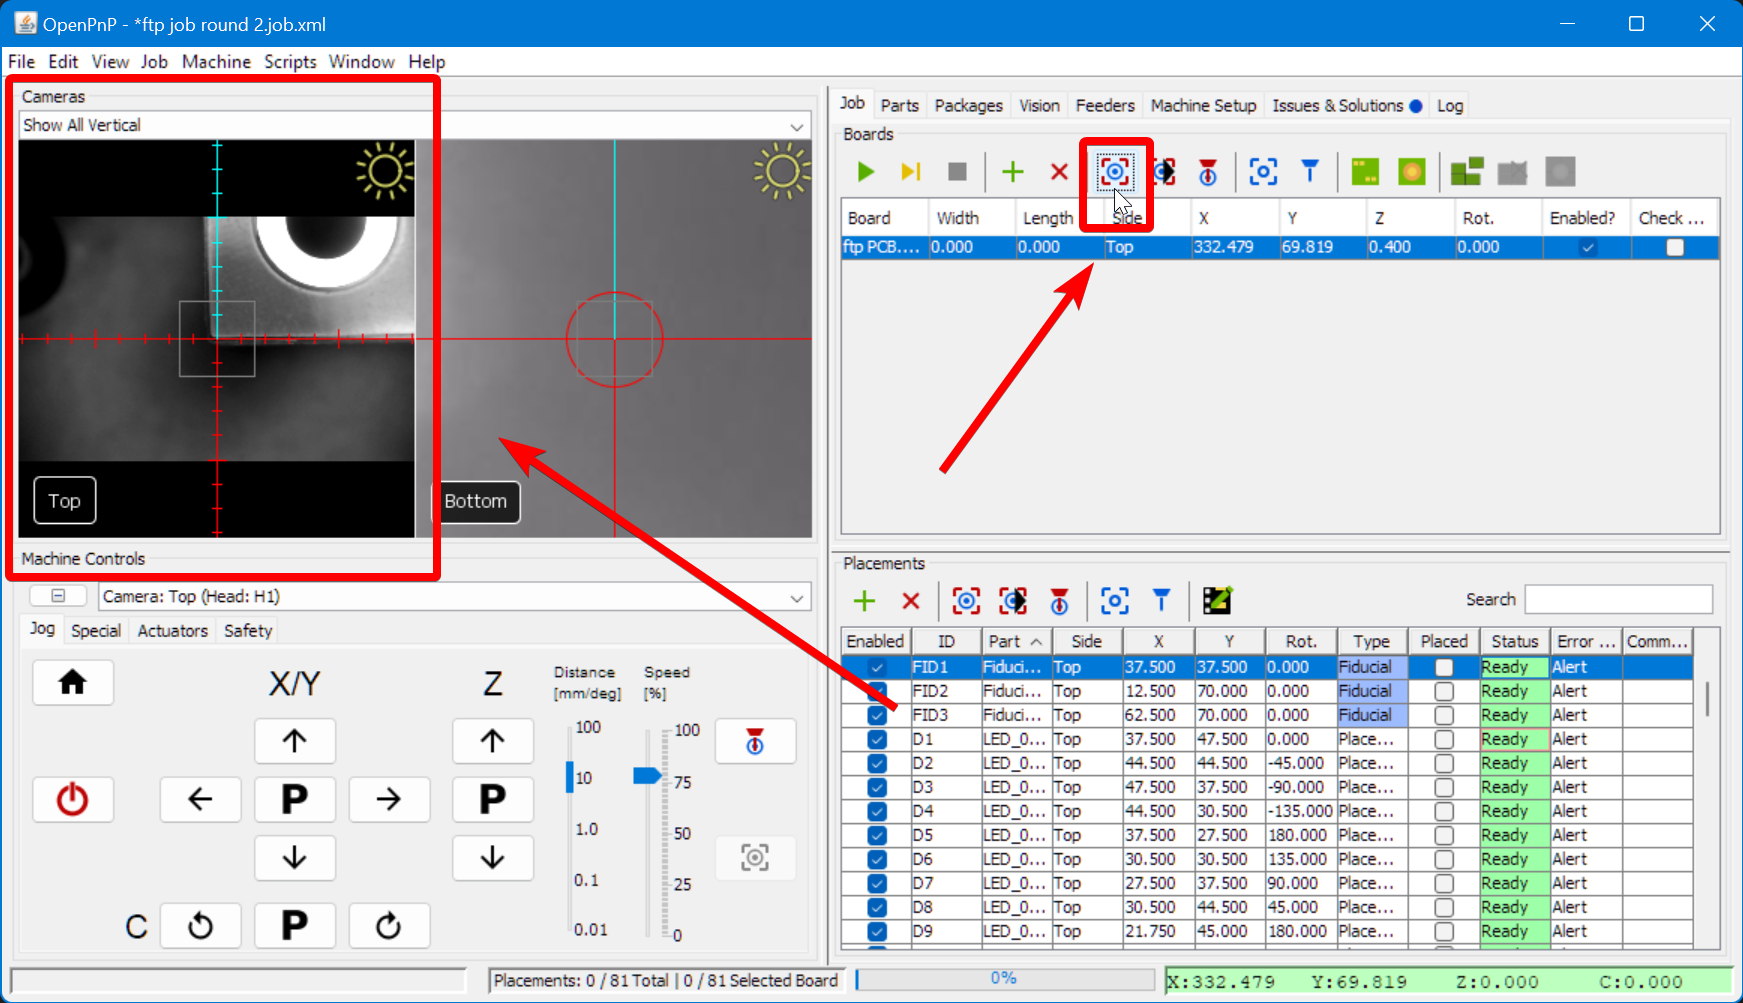 OpenPnP - *ftp job round 2.job.xml
File Edit View Job Machine Scripts Window Help
Cameras
Show All Vertical
Top
Bottom
Machine Controls
Camera: Top (Head: H1)
Jog Special Actuators Safety
X/Y
Z
Distance
[mm/deg]
Speed
[%]
100
10
1.0
0.1
0.01
100
75
50
25
0
P
P
C
P
Job Parts Packages Vision Feeders Machine Setup Issues & Solutions Log
Boards
Board Width Length Side X Y Z Rot. Enabled? Check ...
ftp PCB.... 0.000 0.000 Top 332.479 69.819 0.400 0.000
Placements
Search
Enabled ID Part Side X Y Rot. Type Placed Status Error ... Comm...
FID1 Fiduci... Top 37.500 37.500 0.000 Fiducial Ready Alert
FID2 Fiduci... Top 12.500 70.000 0.000 Fiducial Ready Alert
FID3 Fiduci... Top 62.500 70.000 0.000 Fiducial Ready Alert
D1 LED_0... Top 37.500 47.500 0.000 Place... Ready Alert
D2 LED_0... Top 44.500 44.500 -45.000 Place... Ready Alert
D3 LED_0... Top 47.500 37.500 -90.000 Place... Ready Alert
D4 LED_0... Top 44.500 30.500 -135.000 Place... Ready Alert
D5 LED_0... Top 37.500 27.500 180.000 Place... Ready Alert
D6 LED_0... Top 30.500 30.500 135.000 Place... Ready Alert
D7 LED_0... Top 27.500 37.500 90.000 Place... Ready Alert
D8 LED_0... Top 30.500 44.500 45.000 Place... Ready Alert
D9 LED_0... Top 21.750 45.000 180.000 Place... Ready Alert
Placements: 0 / 81 Total | 0 / 81 Selected Board
0%
X:332.479 Y:69.819 Z:0.000 C:0.000